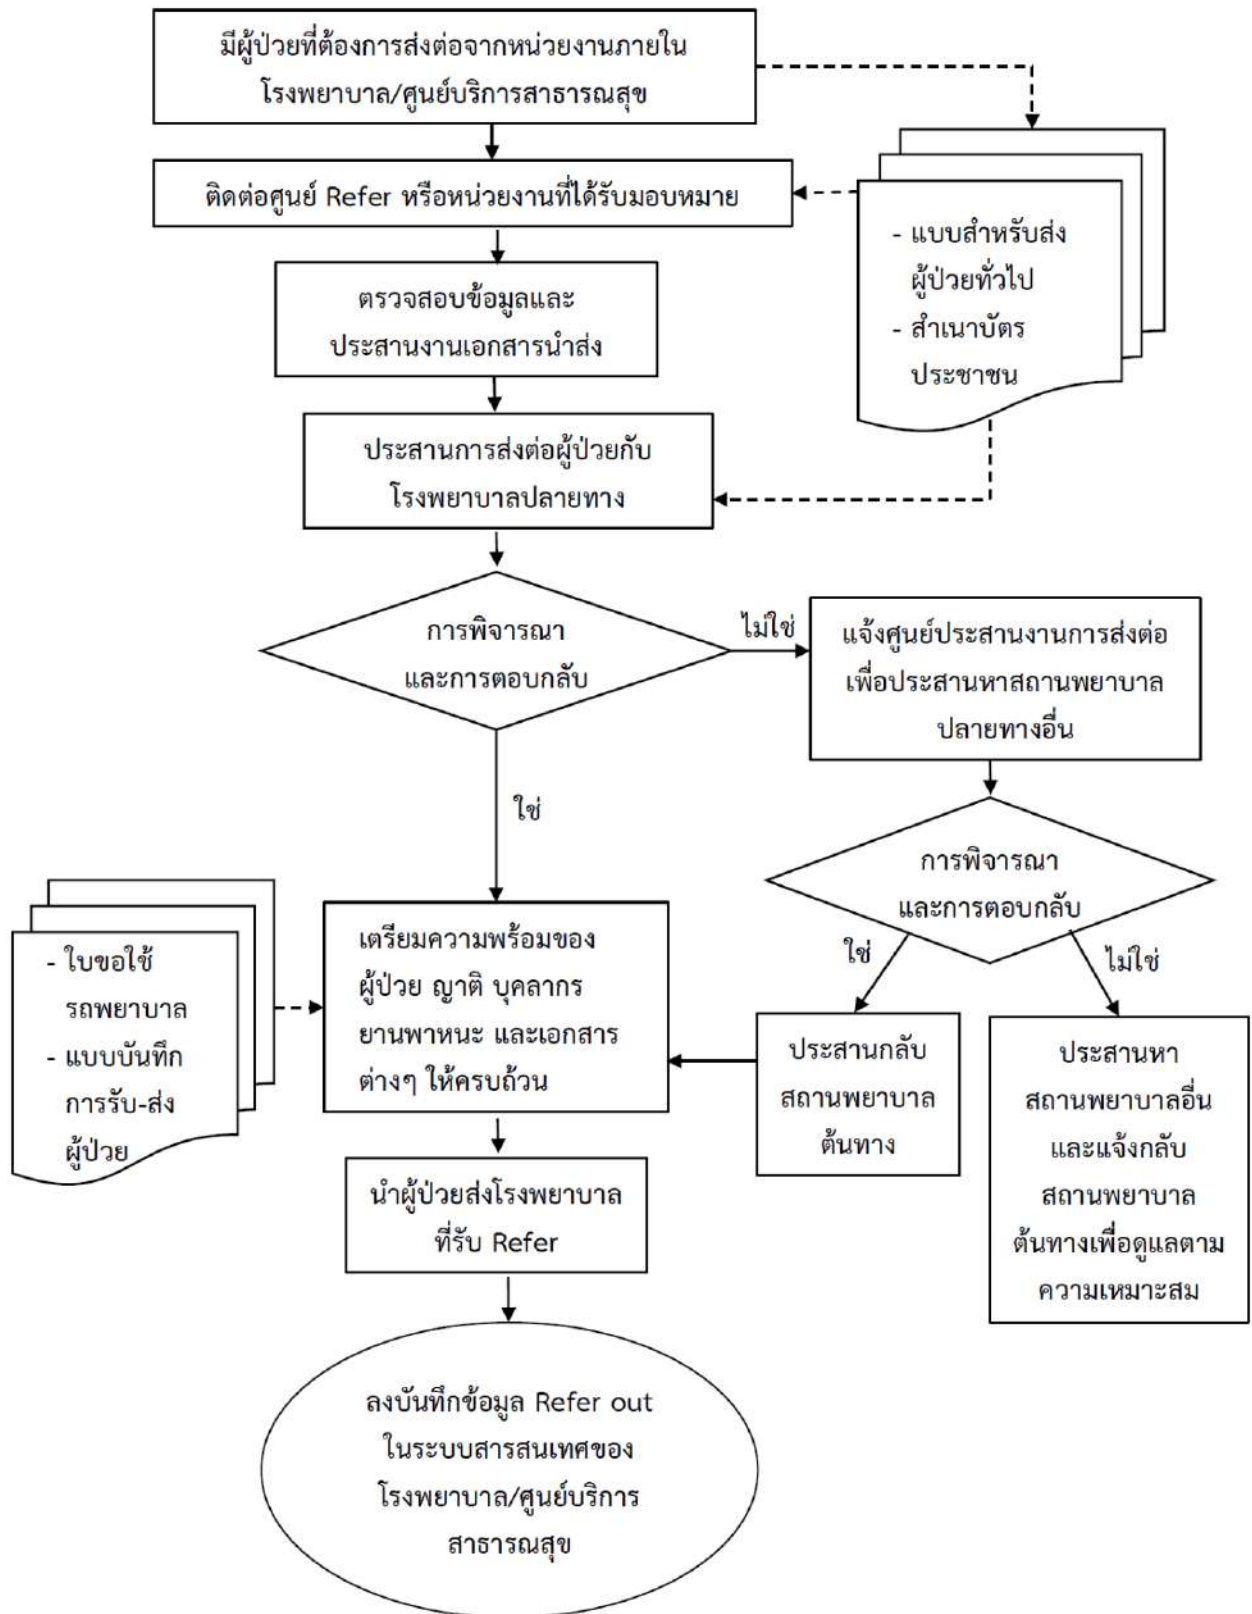 มีผู้ป่วยที่ต้องการส่งต่อจากหน่วยงานภายใน
โรงพยาบาล/ศูนย์บริการสาธารณสุข
ติดต่อศูนย์ Refer หรือหน่วยงานที่ได้รับมอบหมาย
- แบบสำหรับส่ง
ผู้ป่วยทั่วไป
- สำเนาบัตร
ประชาชน
ตรวจสอบข้อมูลและ
ประสานงานเอกสารนำส่ง
ประสานการส่งต่อผู้ป่วยกับ
โรงพยาบาลปลายทาง
การพิจารณา
และการตอบกลับ
ไม่ใช่
แจ้งศูนย์ประสานงานการส่งต่อ
เพื่อประสานหาสถานพยาบาล
ปลายทางอื่น
ใช่
การพิจารณา
และการตอบกลับ
ใช่
ไม่ใช่
- ใบขอใช้
รถพยาบาล
- แบบบันทึก
การรับ-ส่ง
ผู้ป่วย
เตรียมความพร้อมของ
ผู้ป่วย ญาติ บุคลากร
ยานพาหนะ และเอกสาร
ต่างๆ ให้ครบถ้วน
ประสานกลับ
สถานพยาบาล
ต้นทาง
ประสานหา
สถานพยาบาลอื่น
และแจ้งกลับ
สถานพยาบาล
ต้นทางเพื่อดูแลตาม
ความเหมาะสม
นำผู้ป่วยส่งโรงพยาบาล
ที่รับ Refer
ลงบันทึกข้อมูล Refer out
ในระบบสารสนเทศของ
โรงพยาบาล/ศูนย์บริการ
สาธารณสุข